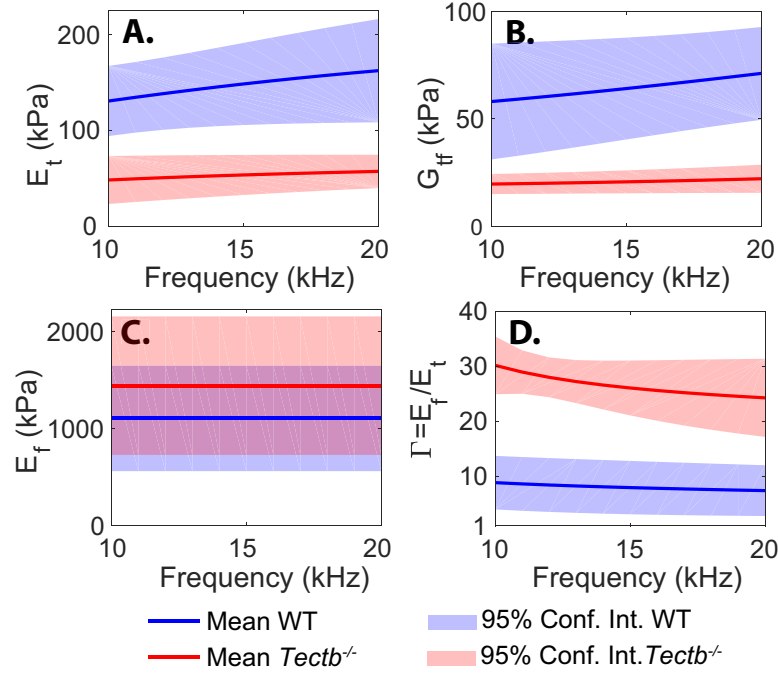 A.
E_t (kPa)
200
100
0
10 15 20
Frequency (kHz)
B.
G_tf (kPa)
100
50
0
10 15 20
Frequency (kHz)
C.
E_f (kPa)
2000
1000
0
10 15 20
Frequency (kHz)
D.
Γ=E_f/E_t
40
30
20
10
1
10 15 20
Frequency (kHz)
Mean WT
95% Conf. Int. WT
Mean Tectb-/-
95% Conf. Int.Tectb-/-